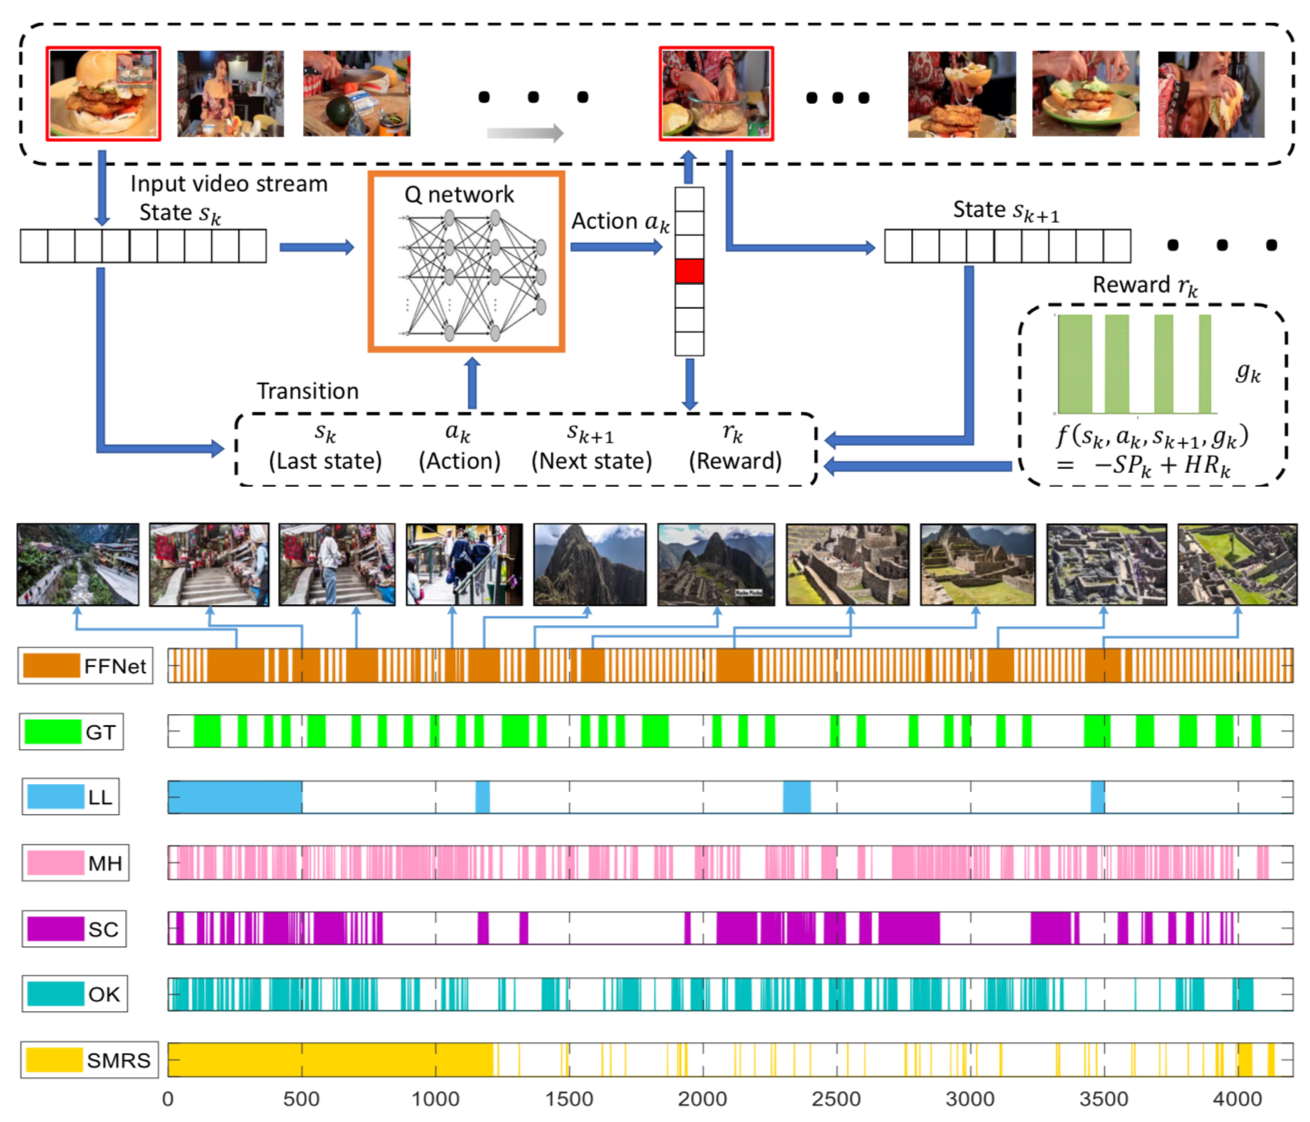 Input video stream
State s_k
Q network
Action a_k
State s_{k+1}
Reward r_k
g_k
f(s_k, a_k, s_{k+1}, g_k)
= -SP_k + HR_k
Transition
s_k a_k s_{k+1} r_k
(Last state) (Action) (Next state) (Reward)
Machu Picchu
FFNet
GT
LL
MH
SC
OK
SMRS
0 500 1000 1500 2000 2500 3000 3500 4000